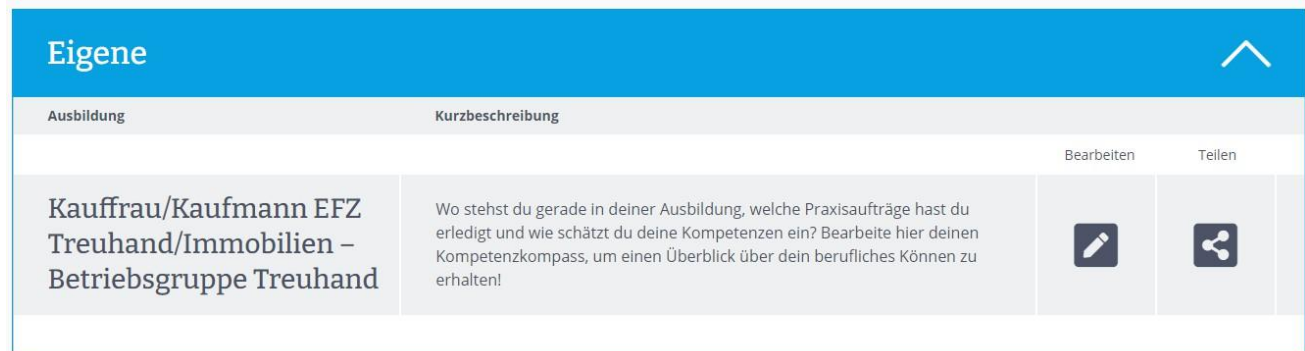 Eigene
Ausbildung
Kurzbeschreibung
Bearbeiten
Teilen
Kauffrau/Kaufmann EFZ
Treuhand/Immobilien –
Betriebsgruppe Treuhand
Wo stehst du gerade in deiner Ausbildung, welche Praxisaufträge hast du
erledigt und wie schätzt du deine Kompetenzen ein? Bearbeite hier deinen
Kompetenzkompass, um einen Überblick über dein berufliches Können zu
erhalten!